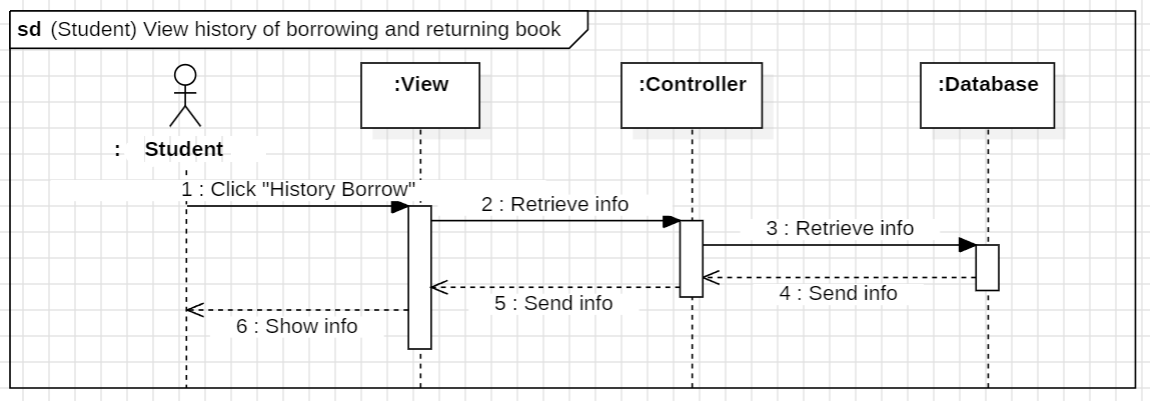 sd (Student) View history of borrowing and returning book
:View
:Controller
:Database
: Student
1 : Click "History Borrow"
2 : Retrieve info
3 : Retrieve info
4 : Send info
5 : Send info
6 : Show info